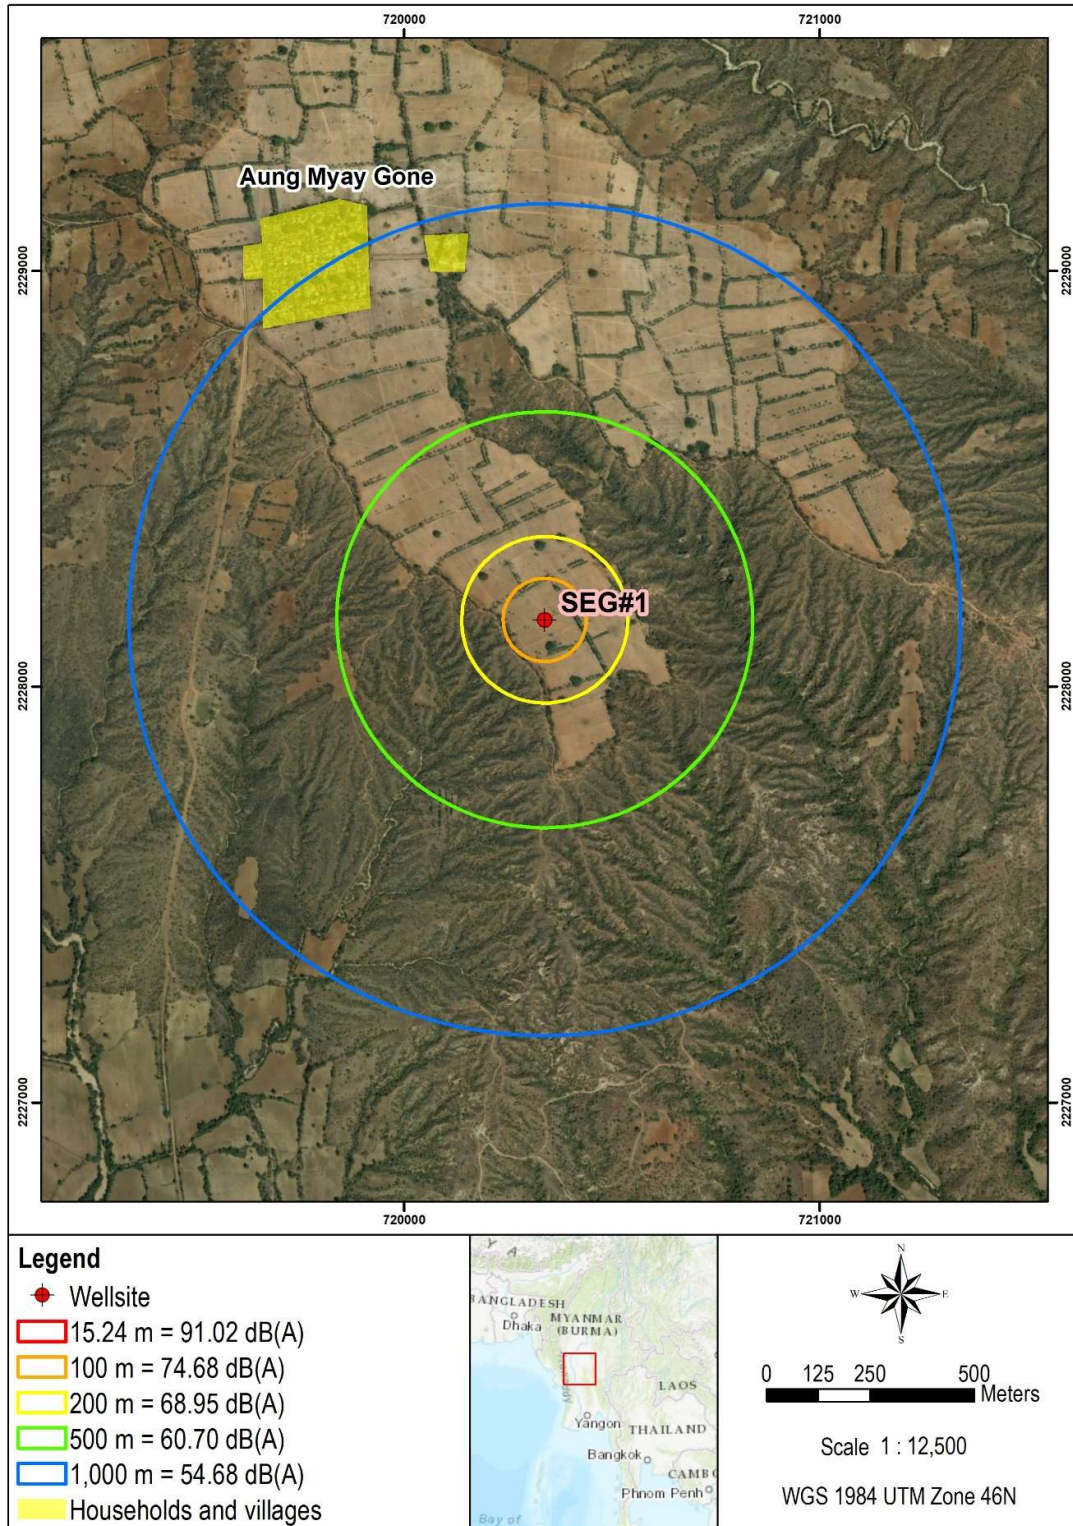 720000
721000
Aung Myay Gone
2229000
2229000
SEG#1
2228000
2228000
2227000
2227000
720000
721000
Legend
Wellsite
15.24 m = 91.02 dB(A)
100 m = 74.68 dB(A)
200 m = 68.95 dB(A)
500 m = 60.70 dB(A)
1,000 m = 54.68 dB(A)
Households and villages
Y A
BANGLADESH
Dhaka
MYANMAR
(BURMA)
LAOS
Yangon
THAILAND
Bangkok
CAMBO
Phnom Penh
Bay of
N
W
E
S
0 125 250 500
Meters
Scale 1 : 12,500
WGS 1984 UTM Zone 46N